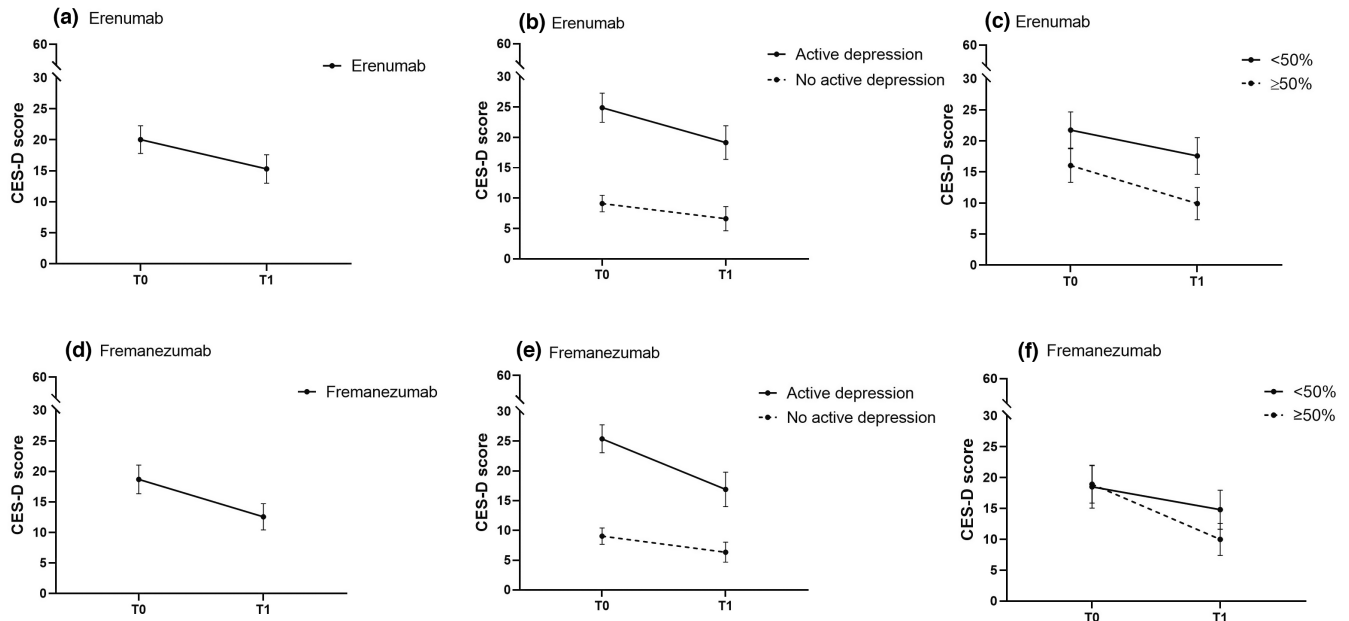 (a) Erenumab
60
30
25
20
15
10
5
0
CES-D score
T0 T1
Erenumab
(b) Erenumab
60
30
25
20
15
10
5
0
CES-D score
T0 T1
Active depression
No active depression
(c) Erenumab
60
30
25
20
15
10
5
0
CES-D score
T0 T1
<50%
≥50%
(d) Fremanezumab
60
30
25
20
15
10
5
0
CES-D score
T0 T1
Fremanezumab
(e) Fremanezumab
60
30
25
20
15
10
5
0
CES-D score
T0 T1
Active depression
No active depression
(f) Fremanezumab
60
30
25
20
15
10
5
0
CES-D score
T0 T1
<50%
≥50%